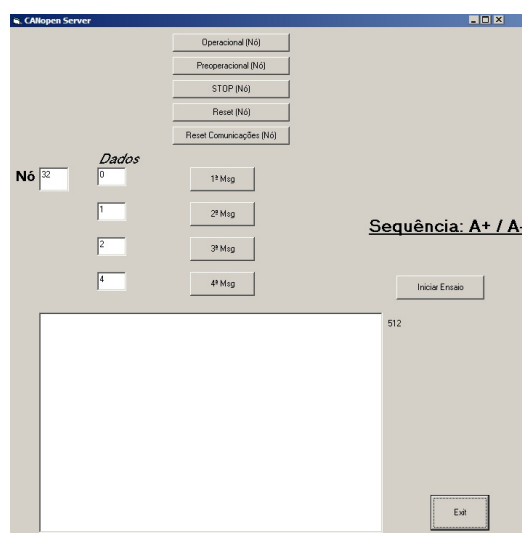 CANopen Server
Operacional (Nó)
Preoperacional (Nó)
STOP (Nó)
Reset (Nó)
Reset Comunicações (Nó)
Dados
Nó 32 0 1ª Msg
1 2ª Msg
Sequência: A+ / A-
2 3ª Msg
4 4ª Msg Iniciar Ensaio
512
Exit